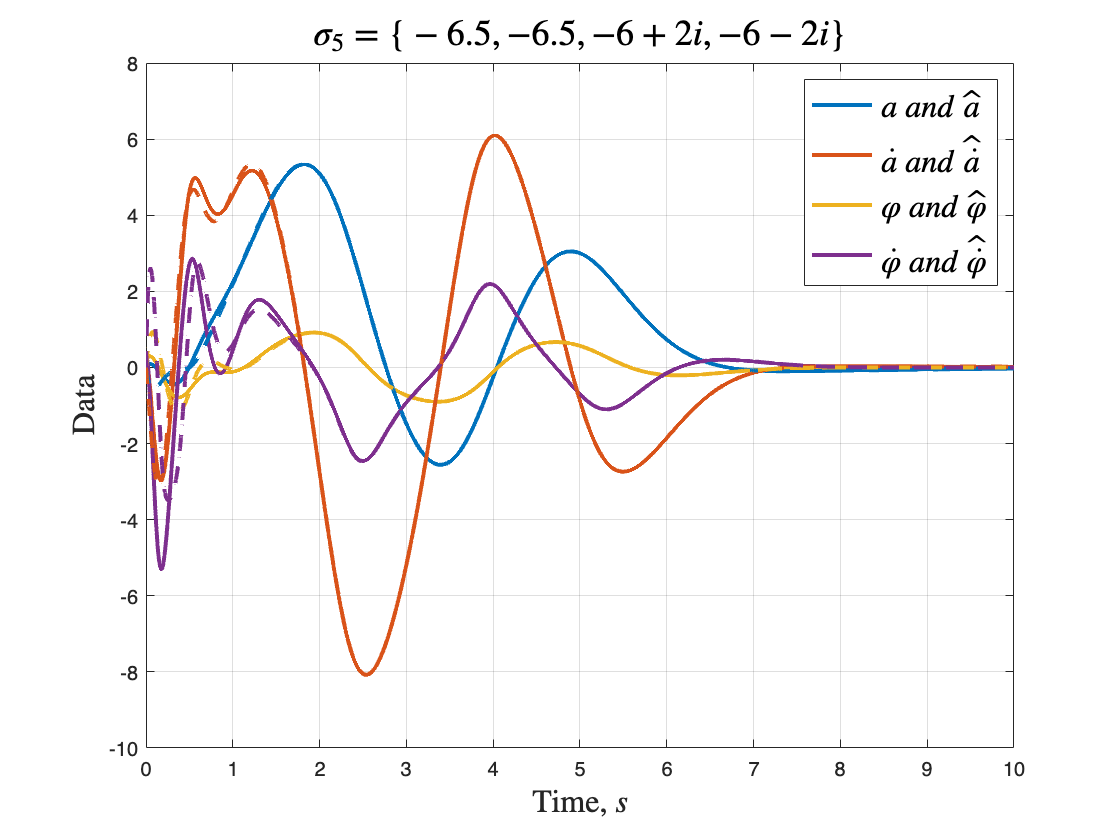 σ₅ = { − 6.5, −6.5, −6 + 2i, −6 − 2i}
8
6
4
2
0
-2
-4
-6
-8
-10
Data
a and â
ȧ and ȧ̂
φ and φ̂
φ̇ and φ̇̂
0 1 2 3 4 5 6 7 8 9 10
Time, s